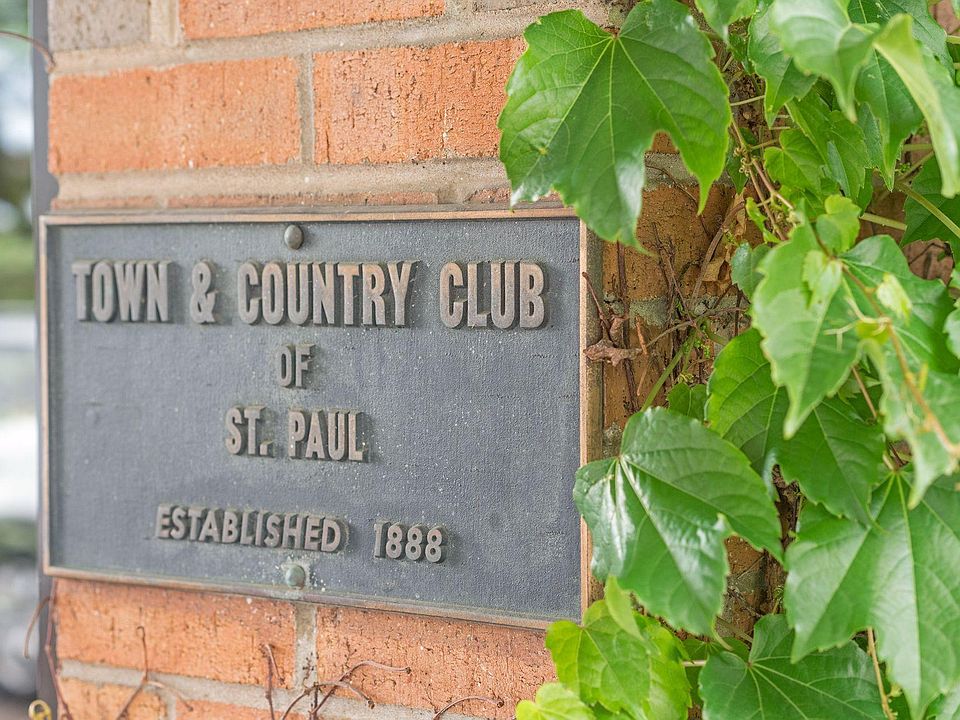 TOWN & COUNTRY CLUB
OF
ST. PAUL
ESTABLISHED 1888